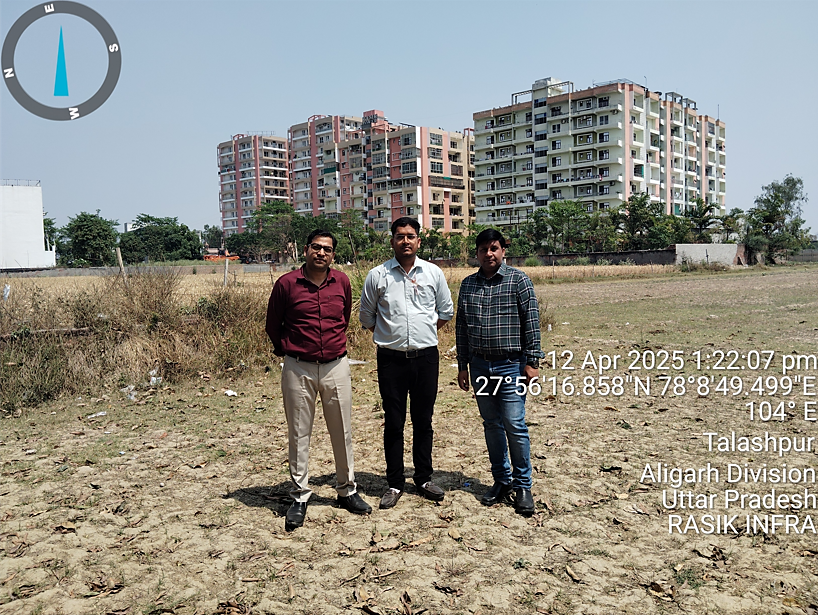 E
N
S
W
12 Apr 2025 1:22:07 pm
27°56'16.858"N 78°8'49.499"E
104° E
Talashpur
Aligarh Division
Uttar Pradesh
RASIK INFRA